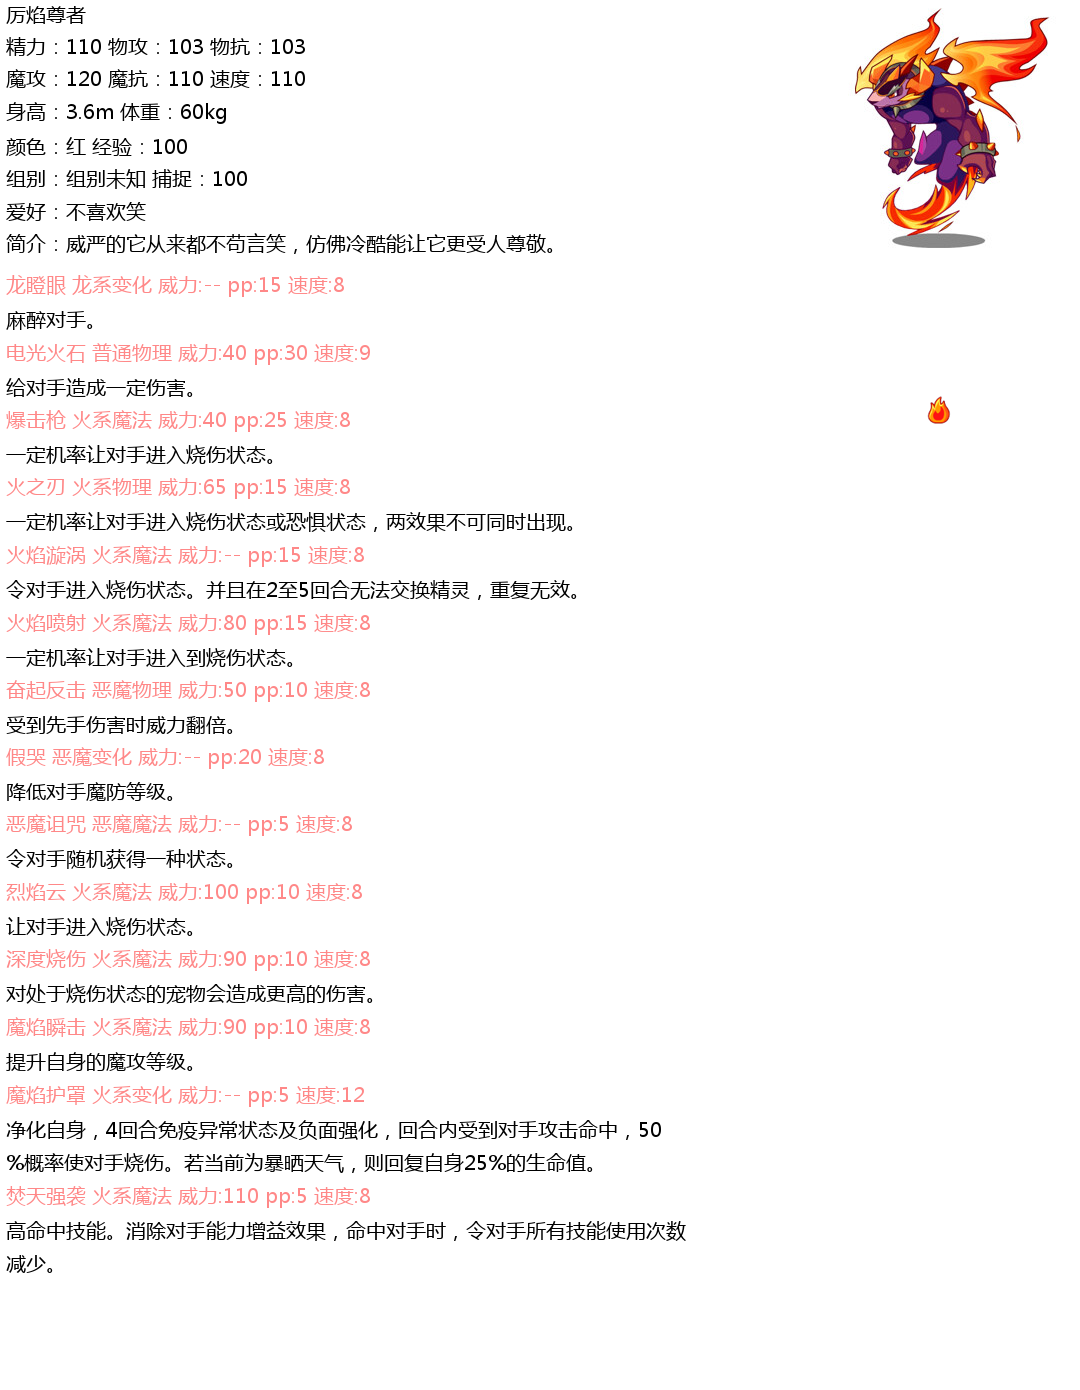 厉焰尊者
精力：110 物攻：103 物抗：103
魔攻：120 魔抗：110 速度：110
身高：3.6m 体重：60kg
颜色：红 经验：100
组别：组别未知 捕捉：100
爱好：不喜欢笑
简介：威严的它从来都不苟言笑，仿佛冷酷能让它更受人尊敬。
龙瞪眼 龙系变化 威力:-- pp:15 速度:8
麻醉对手。
电光火石 普通物理 威力:40 pp:30 速度:9
给对手造成一定伤害。
爆击枪 火系魔法 威力:40 pp:25 速度:8
一定机率让对手进入烧伤状态。
火之刃 火系物理 威力:65 pp:15 速度:8
一定机率让对手进入烧伤状态或恐惧状态，两效果不可同时出现。
火焰漩涡 火系魔法 威力:-- pp:15 速度:8
令对手进入烧伤状态。并且在2至5回合无法交换精灵，重复无效。
火焰喷射 火系魔法 威力:80 pp:15 速度:8
一定机率让对手进入到烧伤状态。
奋起反击 恶魔物理 威力:50 pp:10 速度:8
受到先手伤害时威力翻倍。
假哭 恶魔变化 威力:-- pp:20 速度:8
降低对手魔防等级。
恶魔诅咒 恶魔魔法 威力:-- pp:5 速度:8
令对手随机获得一种状态。
烈焰云 火系魔法 威力:100 pp:10 速度:8
让对手进入烧伤状态。
深度烧伤 火系魔法 威力:90 pp:10 速度:8
对处于烧伤状态的宠物会造成更高的伤害。
魔焰瞬击 火系魔法 威力:90 pp:10 速度:8
提升自身的魔攻等级。
魔焰护罩 火系变化 威力:-- pp:5 速度:12
净化自身，4回合免疫异常状态及负面强化，回合内受到对手攻击命中，50
%概率使对手烧伤。若当前为暴晒天气，则回复自身25%的生命值。
焚天强袭 火系魔法 威力:110 pp:5 速度:8
高命中技能。消除对手能力增益效果，命中对手时，令对手所有技能使用次数
减少。